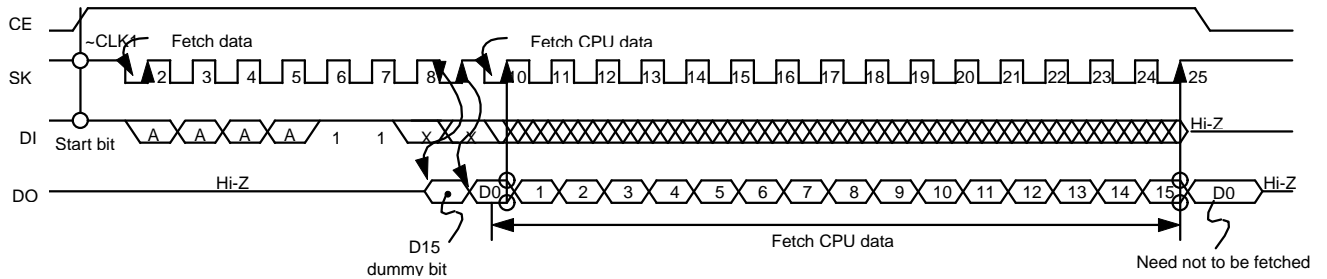 CE
~CLK1 Fetch data Fetch CPU data
SK 2 3 4 5 6 7 8 10 11 12 13 14 15 16 17 18 19 20 21 22 23 24 25
DI Start bit A A A A 1 1 X X Hi-Z
DO Hi-Z D0 1 2 3 4 5 6 7 8 9 10 11 12 13 14 15 D0 Hi-Z
Fetch CPU data
D15
dummy bit
Need not to be fetched